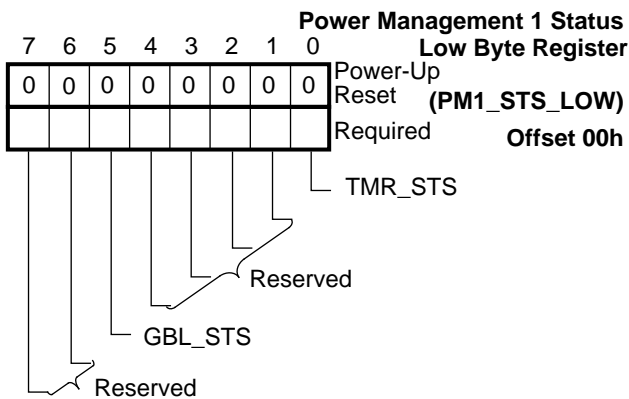 Power Management 1 Status
Low Byte Register
(PM1_STS_LOW)
Offset 00h
7 6 5 4 3 2 1 0
0 0 0 0 0 0 0 0
Power-Up
Reset
Required
TMR_STS
Reserved
GBL_STS
Reserved